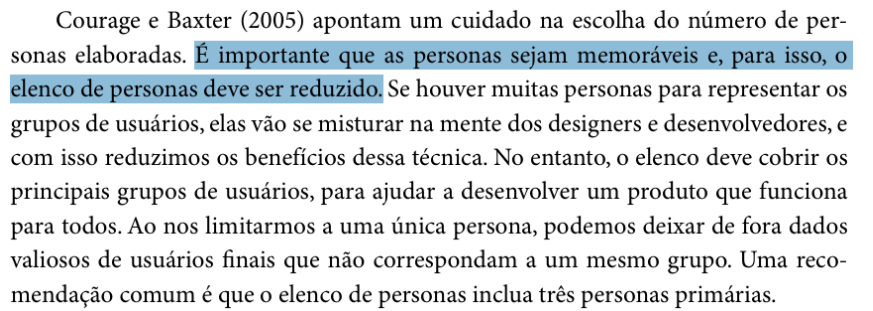 Courage e Baxter (2005) apontam um cuidado na escolha do número de per-
sonas elaboradas. É importante que as personas sejam memoráveis e, para isso, o
elenco de personas deve ser reduzido. Se houver muitas personas para representar os
grupos de usuários, elas vão se misturar na mente dos designers e desenvolvedores, e
com isso reduzimos os benefícios dessa técnica. No entanto, o elenco deve cobrir os
principais grupos de usuários, para ajudar a desenvolver um produto que funciona
para todos. Ao nos limitarmos a uma única persona, podemos deixar de fora dados
valiosos de usuários finais que não correspondam a um mesmo grupo. Uma reco-
mendação comum é que o elenco de personas inclua três personas primárias.